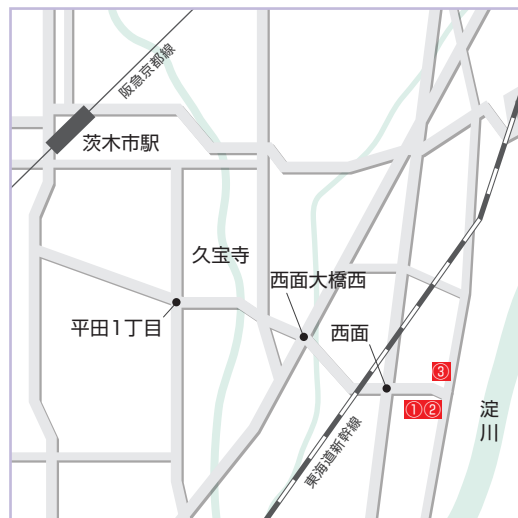 阪急京都線
茨木市駅
久宝寺
西面大橋西
平田1丁目
西面
③
①②
淀川
東海道新幹線